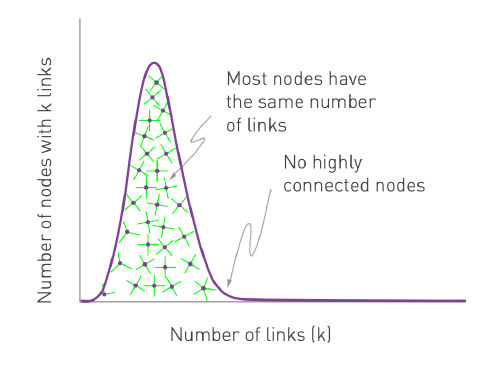 Number of nodes with k links
Most nodes have
the same number
of links
No highly
connected nodes
Number of links (k)